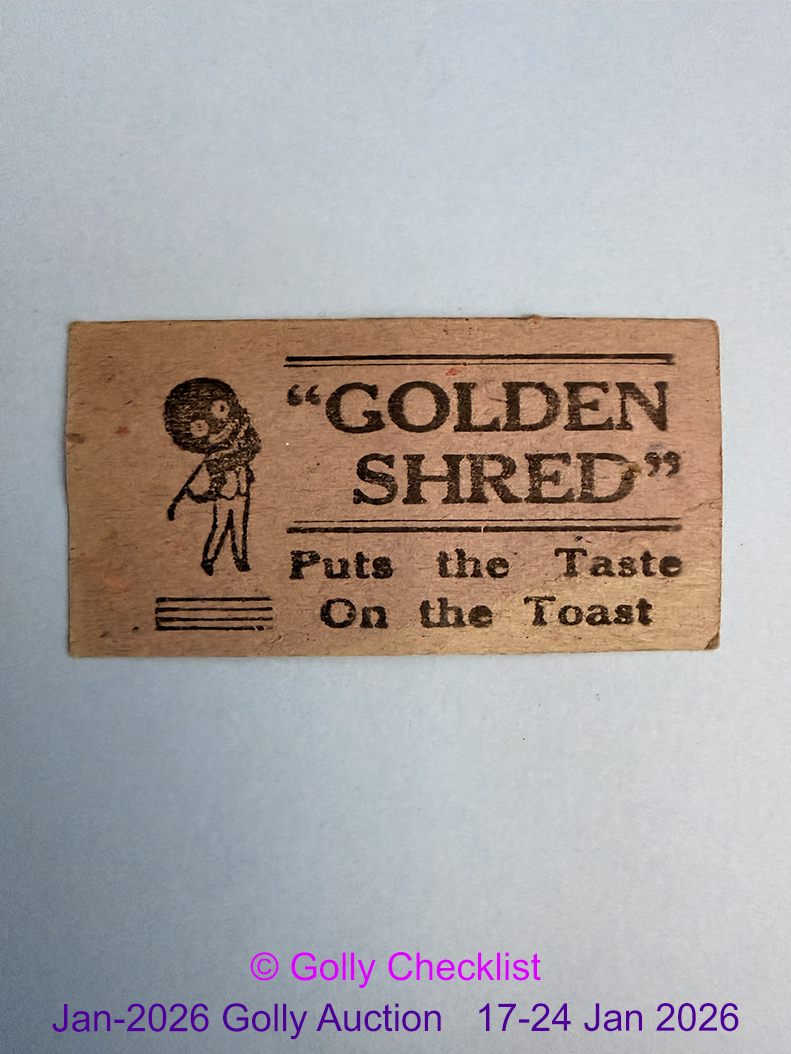 “GOLDEN
SHRED”
Puts the Taste
On the Toast
© Golly Checklist
Jan-2026 Golly Auction 17-24 Jan 2026